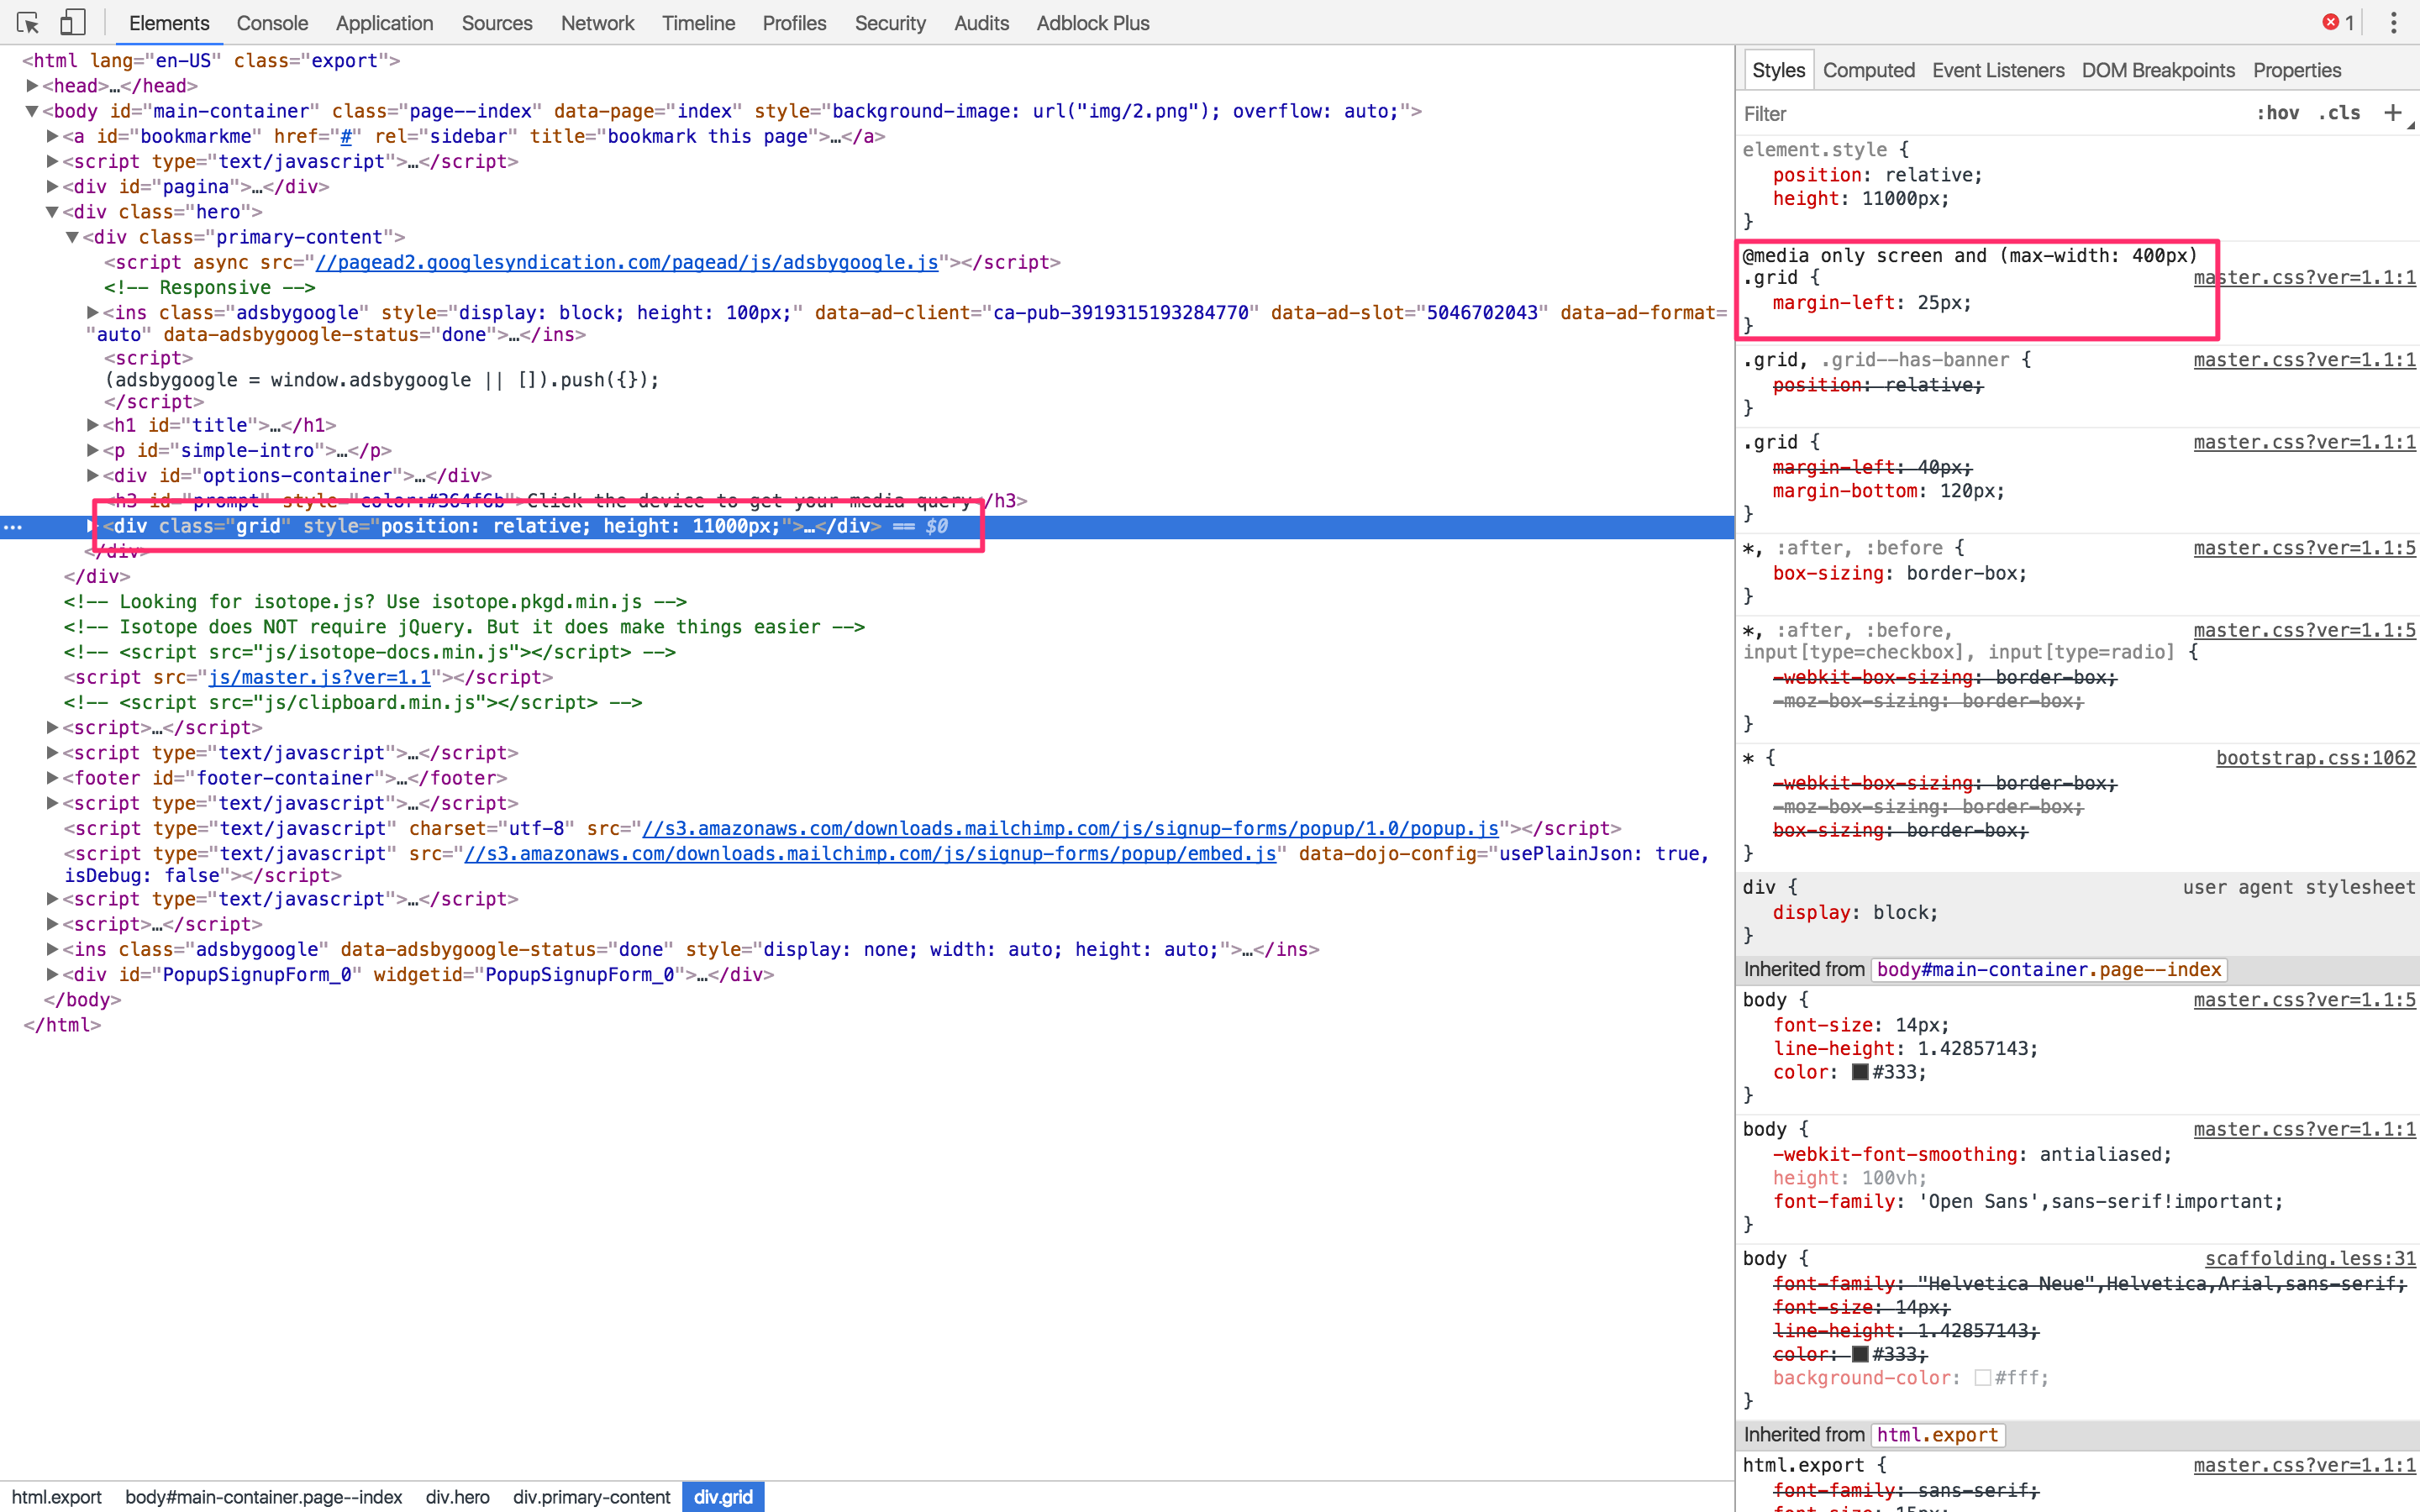 Elements Console Application Sources Network Timeline Profiles Security Audits Adblock Plus 1
<html lang="en-US" class="export">
<head>…</head>
<body id="main-container" class="page--index" data-page="index" style="background-image: url("img/2.png"); overflow: auto;">
<a id="bookmarkme" href="#" rel="sidebar" title="bookmark this page">…</a>
<script type="text/javascript">…</script>
<div id="pagina">…</div>
<div class="hero">
<div class="primary-content">
<script async src="//pagead2.googlesyndication.com/pagead/js/adsbygoogle.js"></script>
<!-- Responsive -->
<ins class="adsbygoogle" style="display: block; height: 100px;" data-ad-client="ca-pub-3919315193284770" data-ad-slot="5046702043" data-ad-format=
"auto" data-adsbygoogle-status="done">…</ins>
<script>
(adsbygoogle = window.adsbygoogle || []).push({});
</script>
<h1 id="title">…</h1>
<p id="simple-intro">…</p>
<div id="options-container">…</div>
<h3 id="prompt" style="color:#364f6b">Click the device to get your media query</h3>
… <div class="grid" style="position: relative; height: 11000px;">…</div> == $0
</div>
</div>
<!-- Looking for isotope.js? Use isotope.pkgd.min.js -->
<!-- Isotope does NOT require jQuery. But it does make things easier -->
<!-- <script src="js/isotope-docs.min.js"></script> -->
<script src="js/master.js?ver=1.1"></script>
<!-- <script src="js/clipboard.min.js"></script> -->
<script>…</script>
<script type="text/javascript">…</script>
<footer id="footer-container">…</footer>
<script type="text/javascript">…</script>
<script type="text/javascript" charset="utf-8" src="//s3.amazonaws.com/downloads.mailchimp.com/js/signup-forms/popup/1.0/popup.js"></script>
<script type="text/javascript" src="//s3.amazonaws.com/downloads.mailchimp.com/js/signup-forms/popup/embed.js" data-dojo-config="usePlainJson: true,
isDebug: false"></script>
<script type="text/javascript">…</script>
<script>…</script>
<ins class="adsbygoogle" data-adsbygoogle-status="done" style="display: none; width: auto; height: auto;">…</ins>
<div id="PopupSignupForm_0" widgetid="PopupSignupForm_0">…</div>
</body>
</html>
html.export body#main-container.page--index div.hero div.primary-content div.grid
Styles Computed Event Listeners DOM Breakpoints Properties
Filter :hov .cls +
element.style {
position: relative;
height: 11000px;
}
@media only screen and (max-width: 400px)
.grid { master.css?ver=1.1:1
margin-left: 25px;
}
.grid, .grid--has-banner { master.css?ver=1.1:1
position: relative;
}
.grid { master.css?ver=1.1:1
margin-left: 40px;
margin-bottom: 120px;
}
*, :after, :before { master.css?ver=1.1:5
box-sizing: border-box;
}
*, :after, :before, master.css?ver=1.1:5
input[type=checkbox], input[type=radio] {
-webkit-box-sizing: border-box;
-moz-box-sizing: border-box;
}
* { bootstrap.css:1062
-webkit-box-sizing: border-box;
-moz-box-sizing: border-box;
box-sizing: border-box;
}
div { user agent stylesheet
display: block;
}
Inherited from body#main-container.page--index
body { master.css?ver=1.1:5
font-size: 14px;
line-height: 1.42857143;
color: #333;
}
body { master.css?ver=1.1:1
-webkit-font-smoothing: antialiased;
height: 100vh;
font-family: 'Open Sans',sans-serif!important;
}
body { scaffolding.less:31
font-family: "Helvetica Neue",Helvetica,Arial,sans-serif;
font-size: 14px;
line-height: 1.42857143;
color: #333;
background-color: #fff;
}
Inherited from html.export
html.export { master.css?ver=1.1:1
font-family: sans-serif;
font-size: 15px;